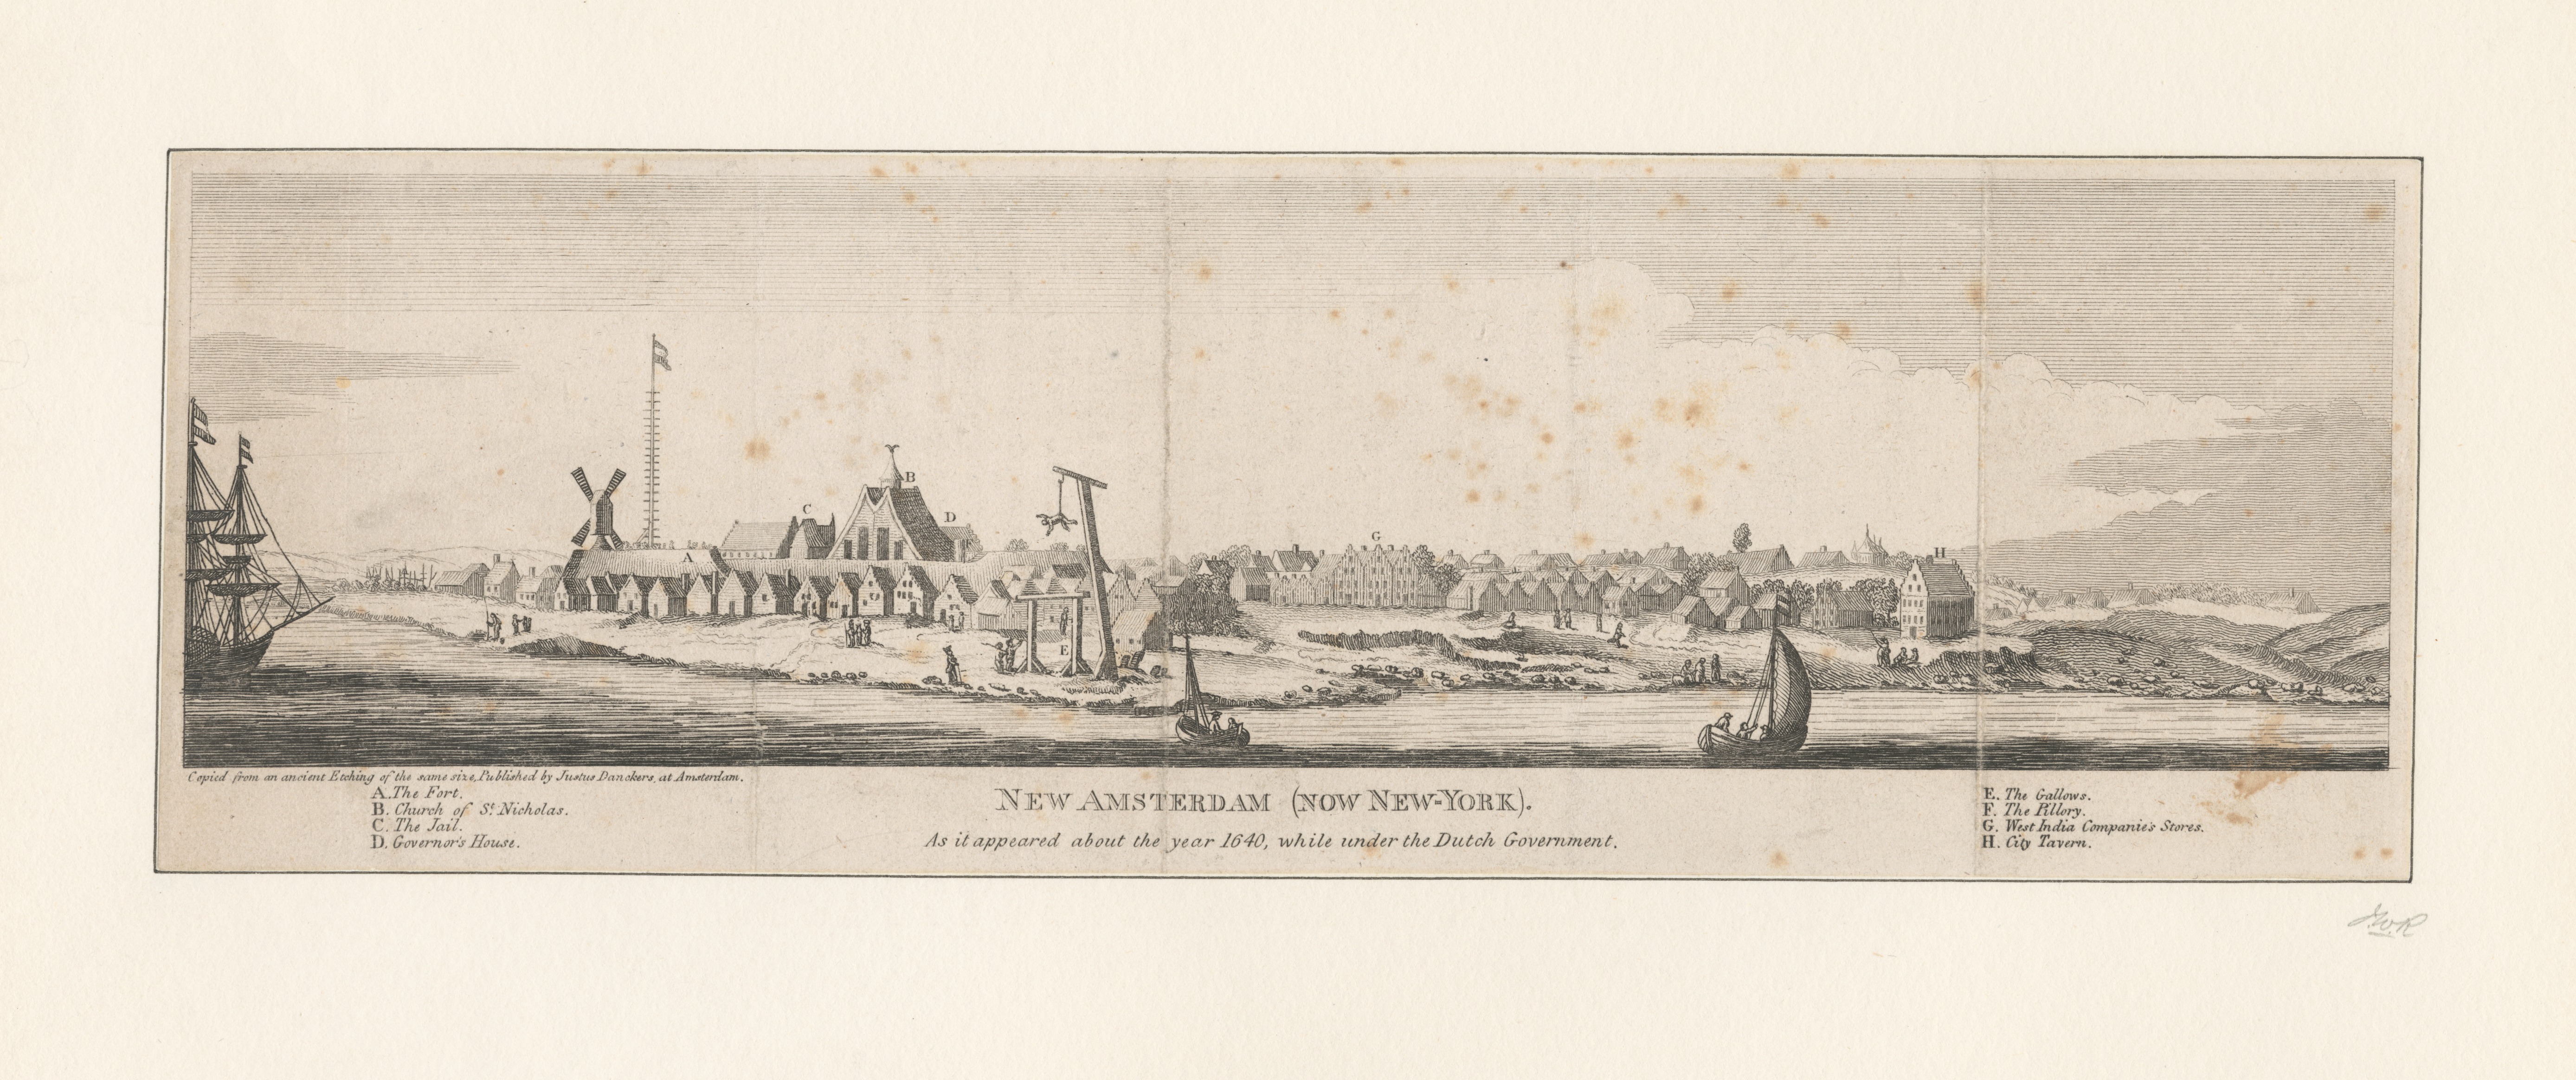 B
C
D
G
H
A
E
Copied from an ancient Etching of the same size, Published by Justus Danckers, at Amsterdam.
A. The Fort.
B. Church of St. Nicholas.
C. The Jail.
D. Governor's House.
NEW AMSTERDAM (NOW NEW-YORK).
As it appeared about the year 1640, while under the Dutch Government.
E. The Gallows.
F. The Pillory.
G. West India Companie's Stores.
H. City Tavern.